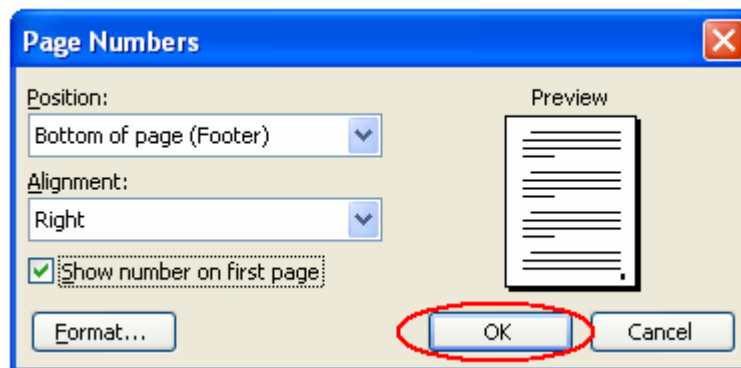 Page Numbers
Position:
Preview
Bottom of page (Footer)
Alignment:
Right
Show number on first page
Format...
OK
Cancel